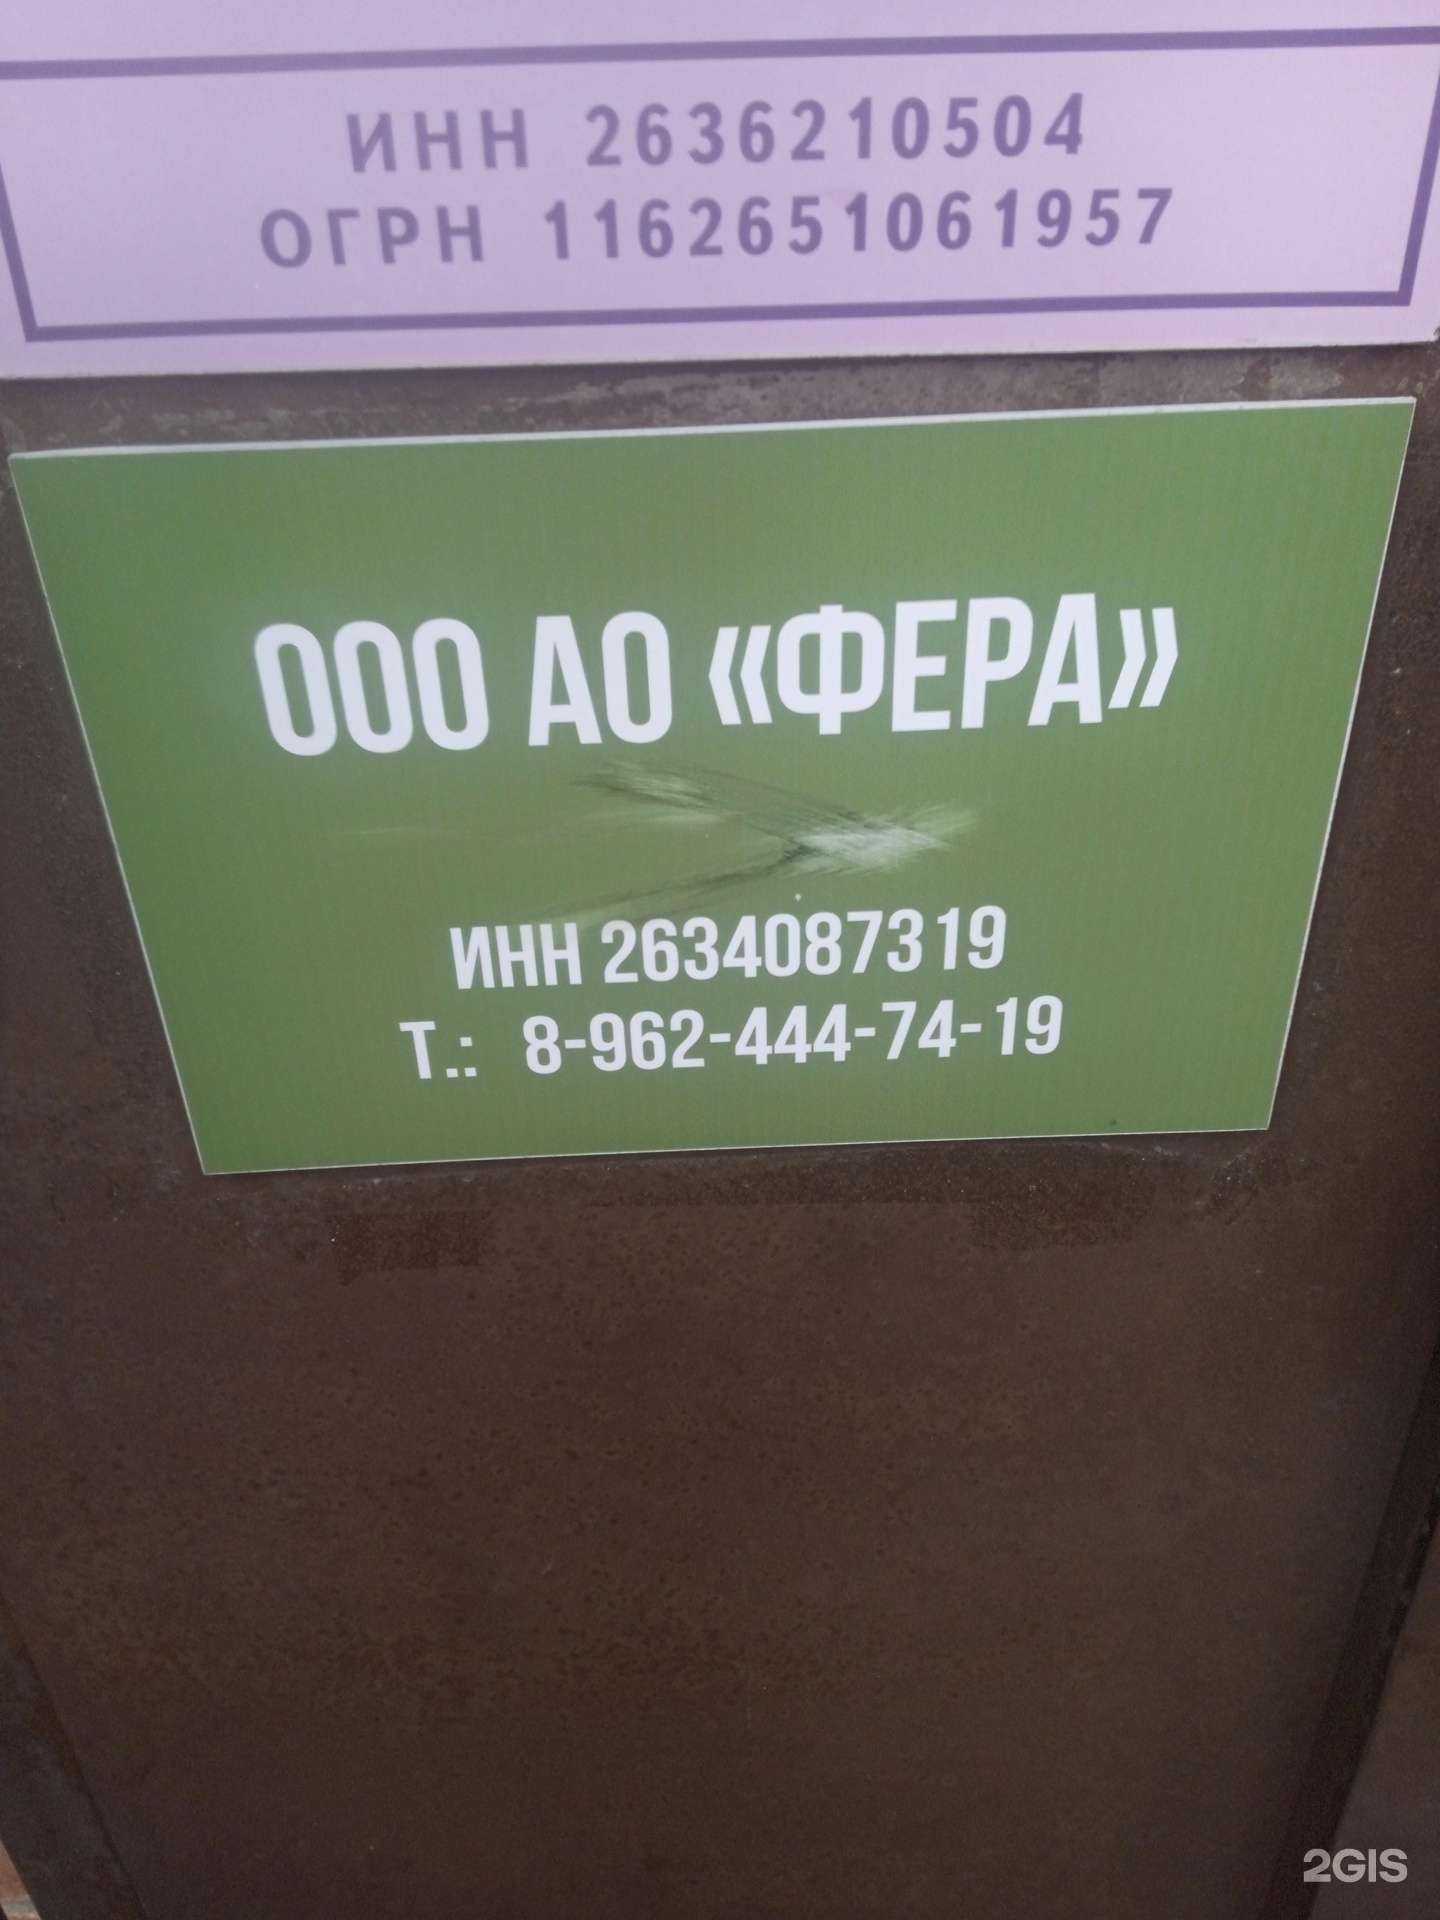 ИНН 2636210504
ОГРН 1162651061957
ООО АО «ФЕРА»
ИНН 2634087319
Т.: 8-962-444-74-19
2GIS